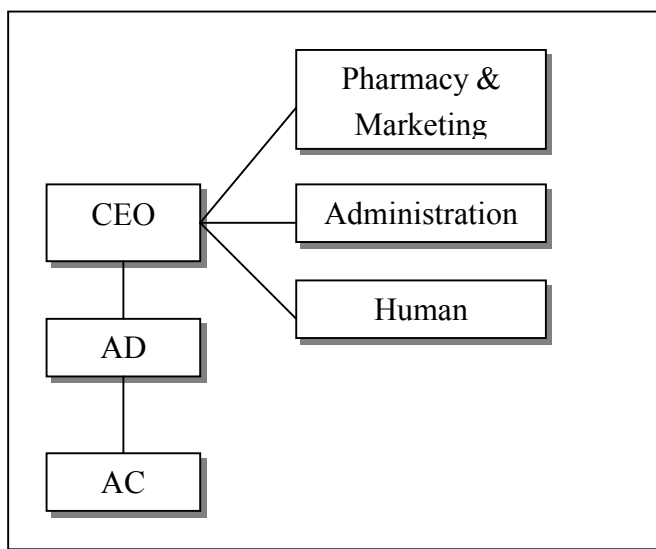 Pharmacy &
Marketing
CEO
Administration
Human
AD
AC